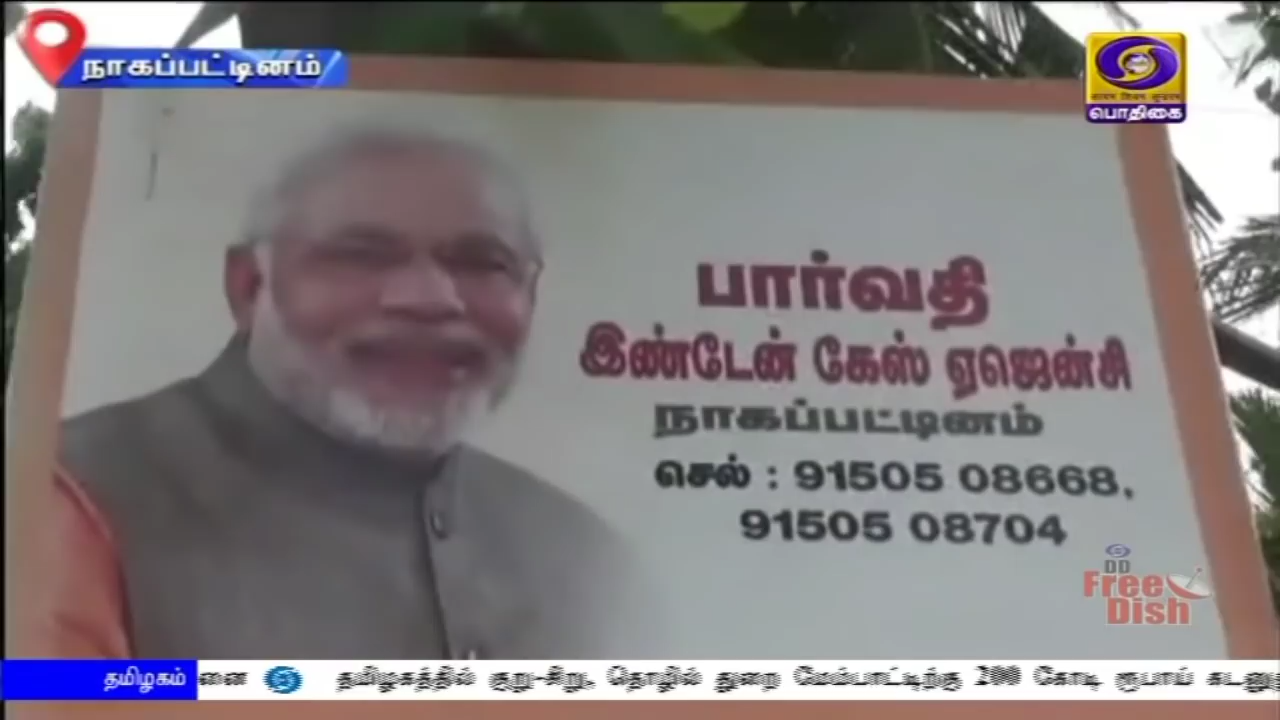 நாகப்பட்டினம்
பொதிகை
பார்வதி
இண்டேன் கேஸ் ஏஜென்சி
நாகப்பட்டினம்
செல் : 91505 08668,
91505 08704
DD
Free
Dish
தமிழகம் னை தமிழகத்தில் குறு-சிறு, தொழில் துறை மேம்பாட்டிற்கு 2000 கோடி ரூபாய்